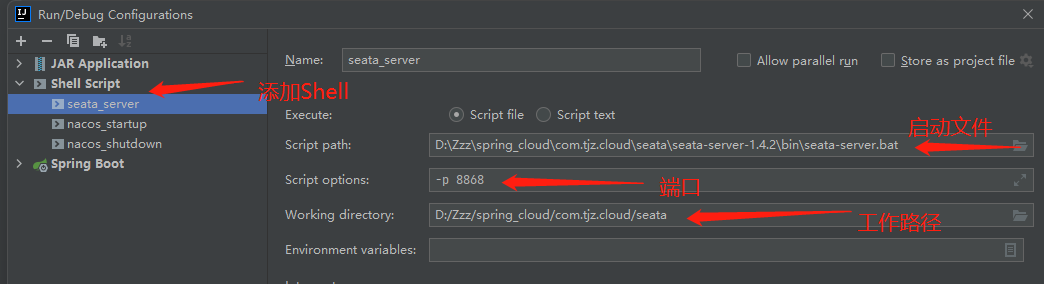 Run/Debug Configurations
JAR Application
Shell Script
seata_server
nacos_startup
nacos_shutdown
Spring Boot
添加Shell
Name: seata_server
Allow parallel run
Store as project file
Execute: Script file Script text
启动文件
Script path: D:\Zzz\spring_cloud\com.tjz.cloud\seata\seata-server-1.4.2\bin\seata-server.bat
Script options: -p 8868
端口
Working directory: D:/Zzz/spring_cloud/com.tjz.cloud/seata
工作路径
Environment variables: